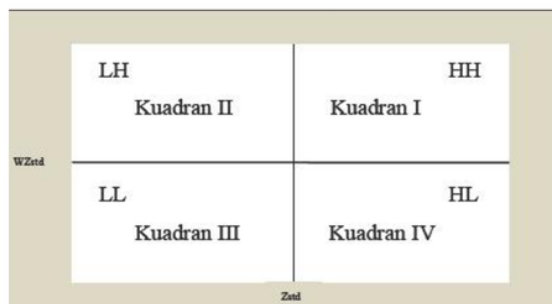 LH HH
Kuadran II Kuadran I
WZstd
LL HL
Kuadran III Kuadran IV
Zstd